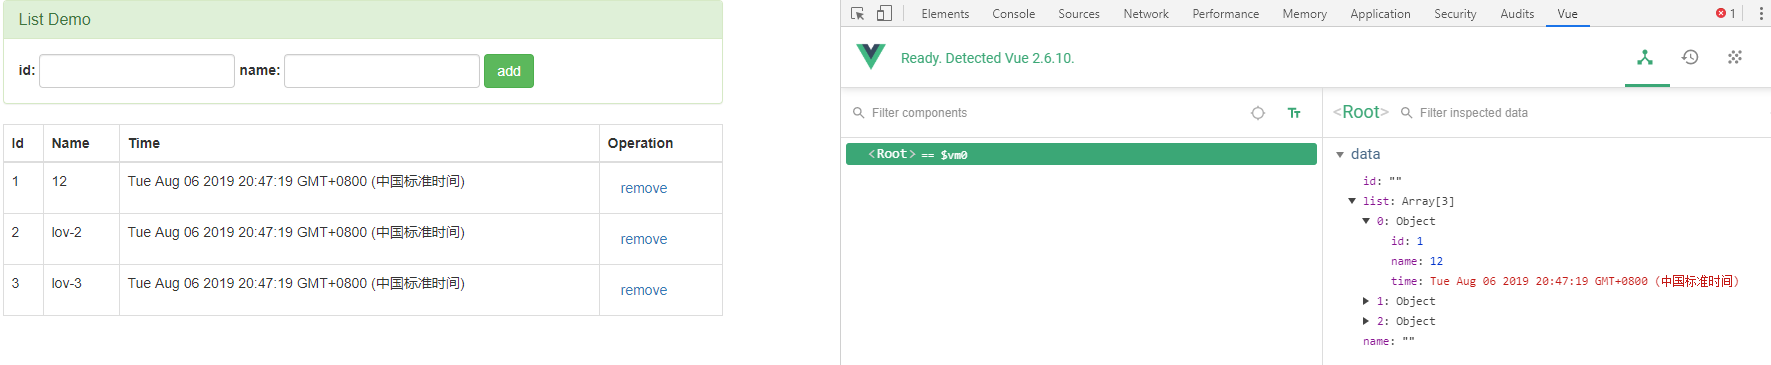 List Demo
id: name: add
Id Name Time Operation
1 12 Tue Aug 06 2019 20:47:19 GMT+0800 (中国标准时间) remove
2 lov-2 Tue Aug 06 2019 20:47:19 GMT+0800 (中国标准时间) remove
3 lov-3 Tue Aug 06 2019 20:47:19 GMT+0800 (中国标准时间) remove
Elements Console Sources Network Performance Memory Application Security Audits Vue 1
Ready. Detected Vue 2.6.10.
Filter components
<Root> == $vm0
<Root> Filter inspected data
data
id: ""
list: Array[3]
0: Object
id: 1
name: 12
time: Tue Aug 06 2019 20:47:19 GMT+0800 (中国标准时间)
1: Object
2: Object
name: ""